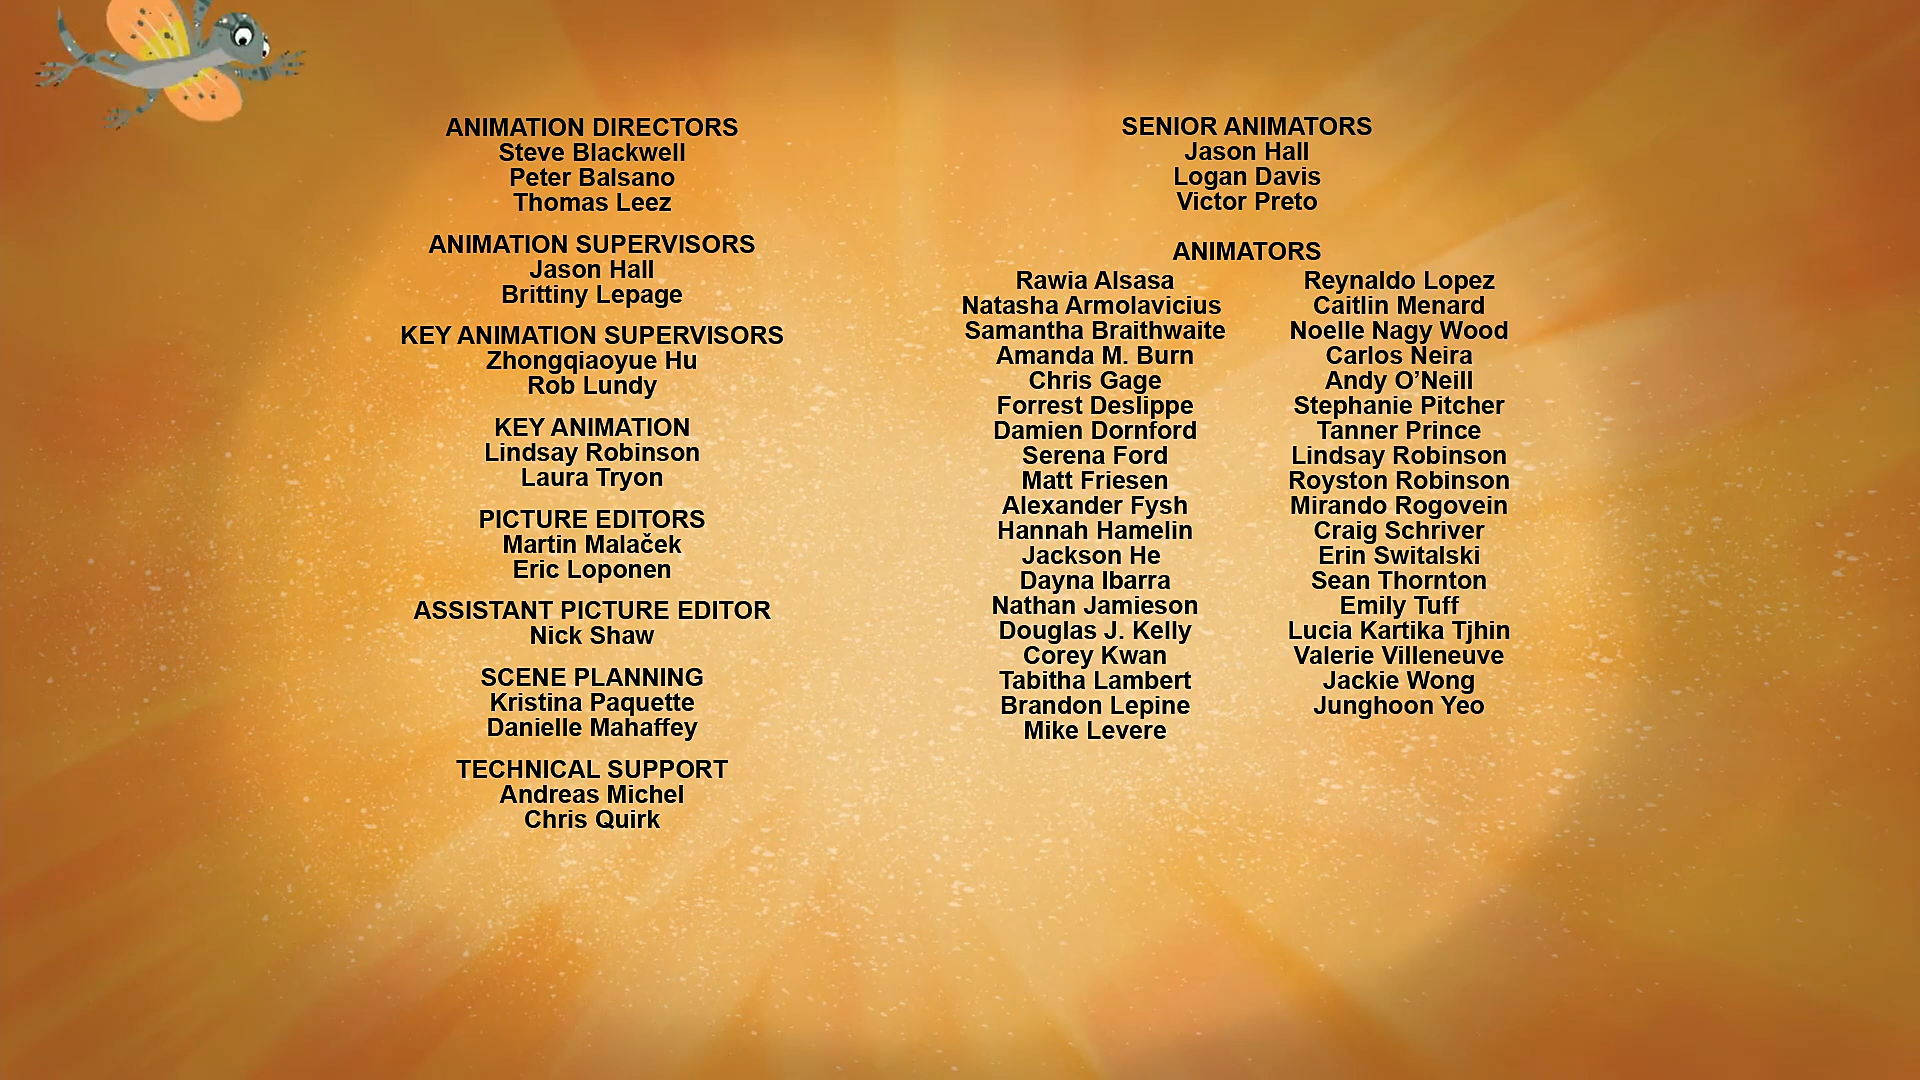 ANIMATION DIRECTORS
Steve Blackwell
Peter Balsano
Thomas Leez
ANIMATION SUPERVISORS
Jason Hall
Brittiny Lepage
KEY ANIMATION SUPERVISORS
Zhongqiaoyue Hu
Rob Lundy
KEY ANIMATION
Lindsay Robinson
Laura Tryon
PICTURE EDITORS
Martin Malaček
Eric Loponen
ASSISTANT PICTURE EDITOR
Nick Shaw
SCENE PLANNING
Kristina Paquette
Danielle Mahaffey
TECHNICAL SUPPORT
Andreas Michel
Chris Quirk
SENIOR ANIMATORS
Jason Hall
Logan Davis
Victor Preto
ANIMATORS
Rawia Alsasa
Natasha Armolavicius
Samantha Braithwaite
Amanda M. Burn
Chris Gage
Forrest Deslippe
Damien Dornford
Serena Ford
Matt Friesen
Alexander Fysh
Hannah Hamelin
Jackson He
Dayna Ibarra
Nathan Jamieson
Douglas J. Kelly
Corey Kwan
Tabitha Lambert
Brandon Lepine
Mike Levere
Reynaldo Lopez
Caitlin Menard
Noelle Nagy Wood
Carlos Neira
Andy O’Neill
Stephanie Pitcher
Tanner Prince
Lindsay Robinson
Royston Robinson
Mirando Rogovein
Craig Schriver
Erin Switalski
Sean Thornton
Emily Tuff
Lucia Kartika Tjhin
Valerie Villeneuve
Jackie Wong
Junghoon Yeo